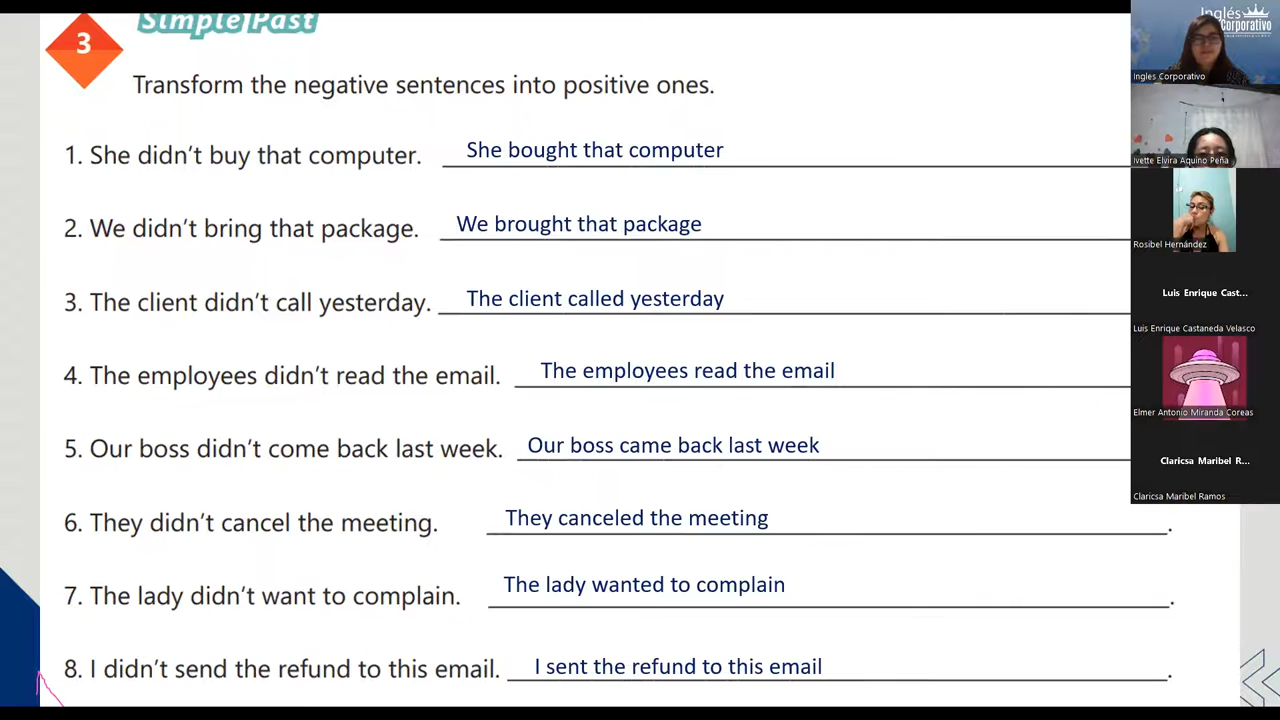 Simple Past
3
Transform the negative sentences into positive ones.
1. She didn't buy that computer. She bought that computer
2. We didn't bring that package. We brought that package
3. The client didn't call yesterday. The client called yesterday
4. The employees didn't read the email. The employees read the email
5. Our boss didn't come back last week. Our boss came back last week
6. They didn't cancel the meeting. They canceled the meeting.
7. The lady didn't want to complain. The lady wanted to complain.
8. I didn't send the refund to this email. I sent the refund to this email.
Inglés
Corporativo
Ingles Corporativo
Ivette Elvira Aquino Peña
Rosibel Hernández
Luis Enrique Cast...
Luis Enrique Castaneda Velasco
Elmer Antonio Miranda Coreas
Claricsa Maribel R...
Claricsa Maribel Ramos